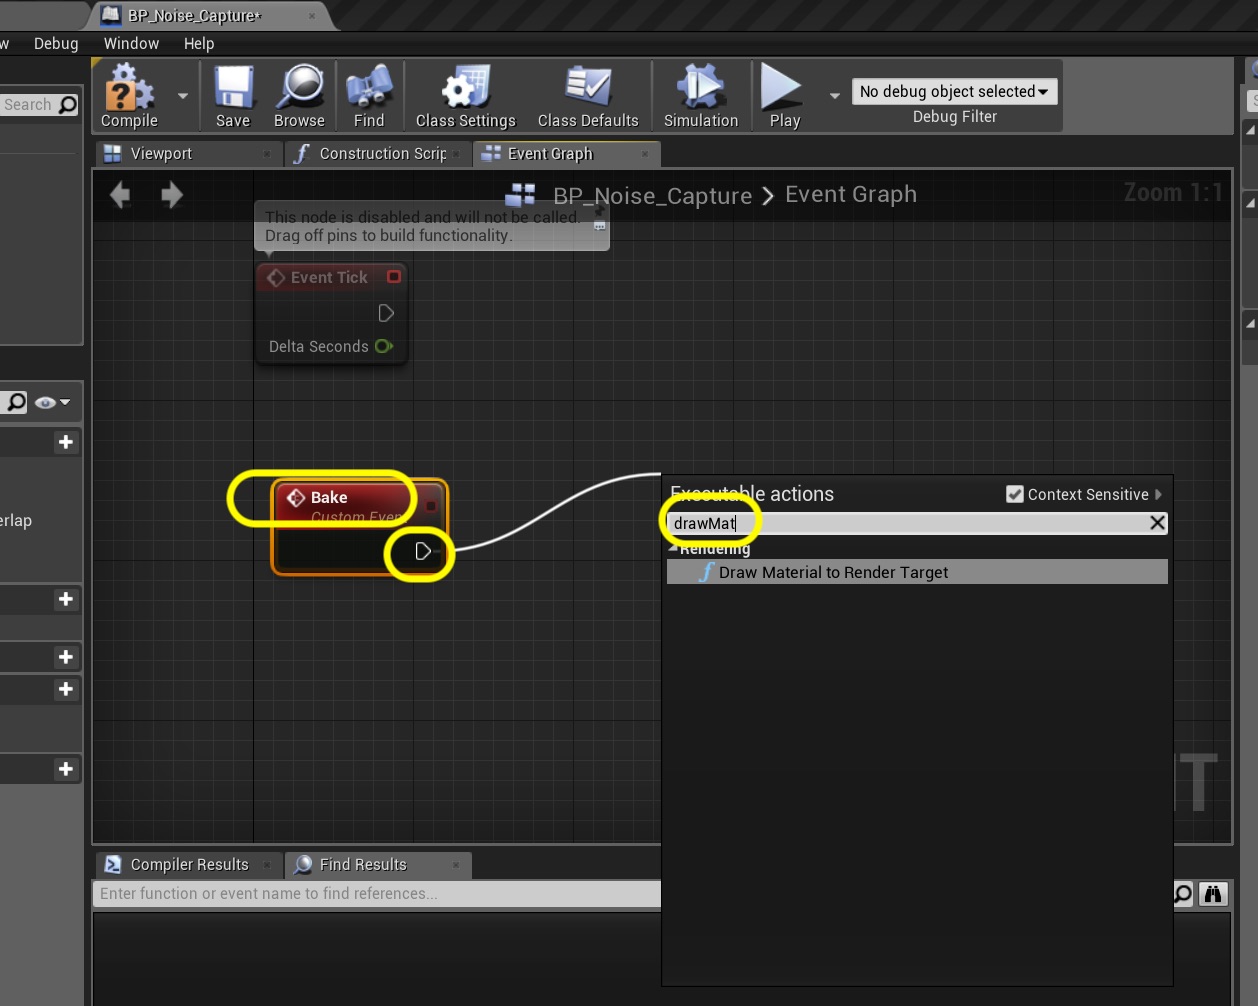 BP_Noise_Capture*
w Debug Window Help
Search
Compile Save Browse Find Class Settings Class Defaults Simulation Play
No debug object selected
Debug Filter
Viewport Construction Scrip Event Graph
BP_Noise_Capture > Event Graph
Zoom 1:1
This node is disabled and will not be called.
Drag off pins to build functionality.
Event Tick
Delta Seconds
Bake
Custom Even
erlap
Executable actions
Context Sensitive
drawMat
Rendering
f Draw Material to Render Target
T
Compiler Results Find Results
Enter function or event name to find references...